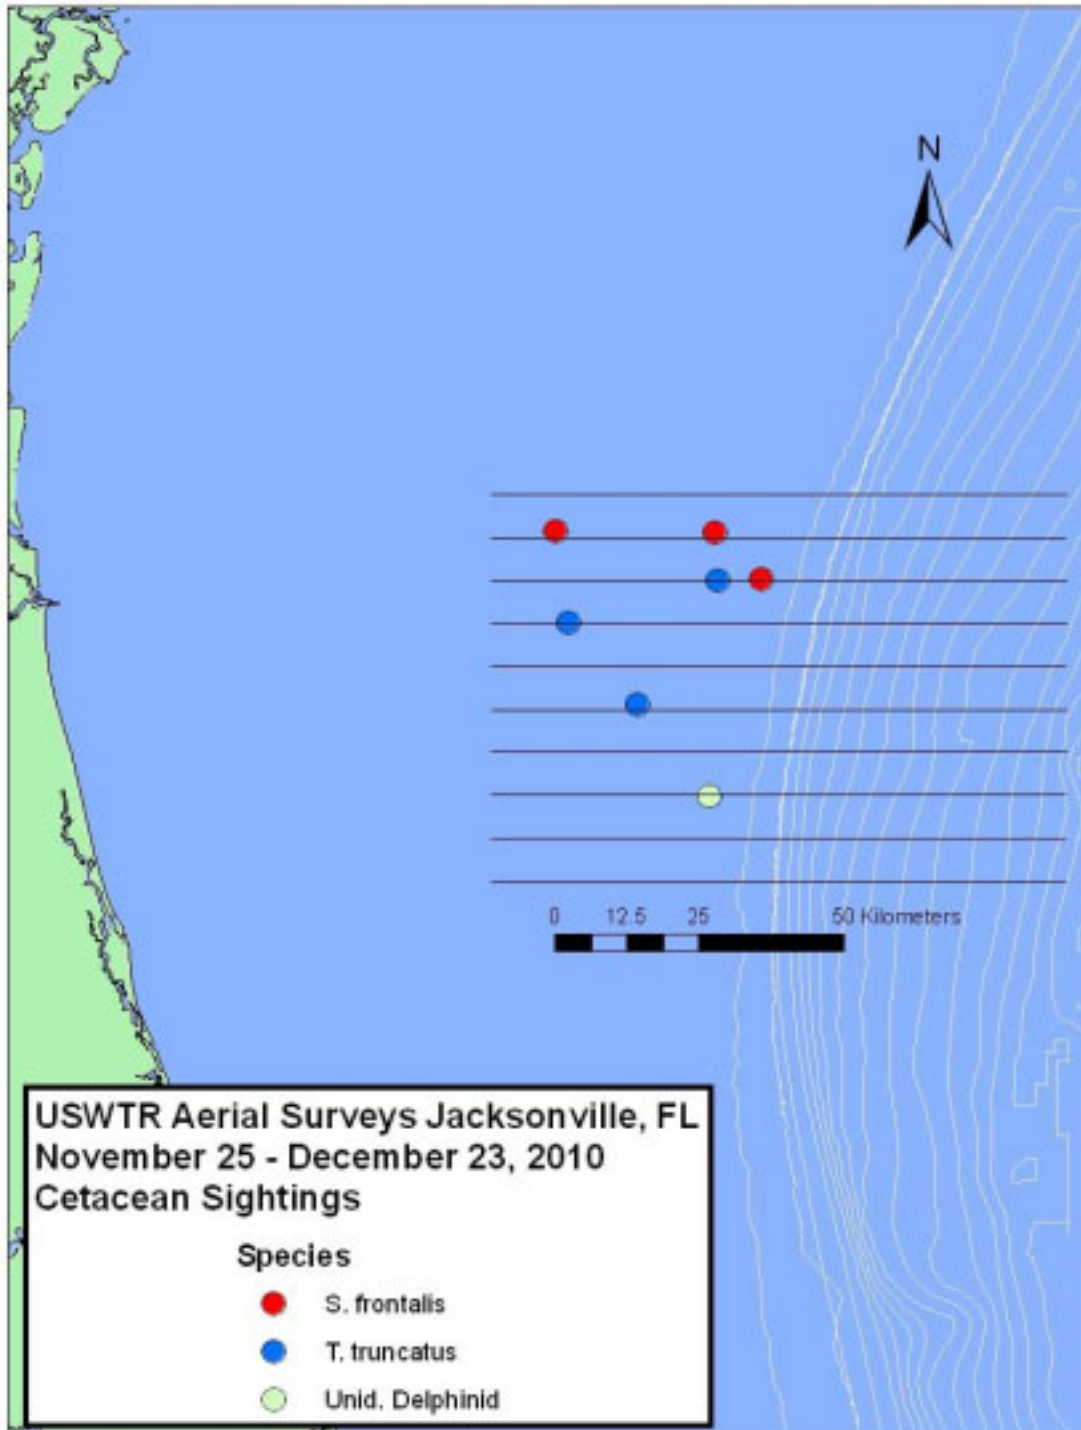 N
0 12.5 25 50 Kilometers
USWTR Aerial Surveys Jacksonville, FL
November 25 - December 23, 2010
Cetacean Sightings
Species
S. frontalis
T. truncatus
Unid. Delphinid